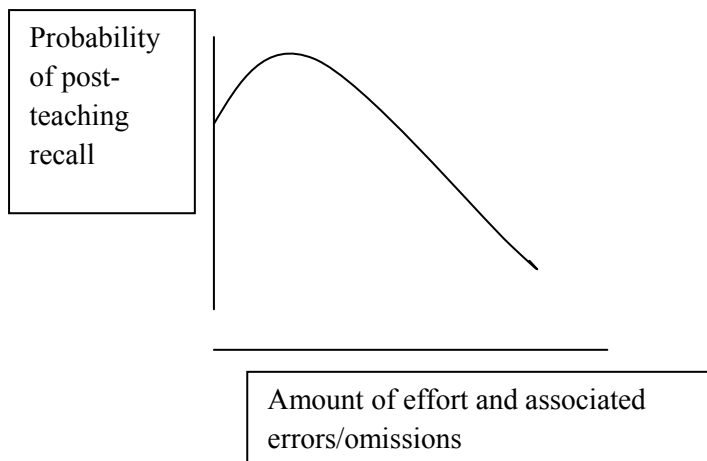 Probability
of post-
teaching
recall
Amount of effort and associated
errors/omissions